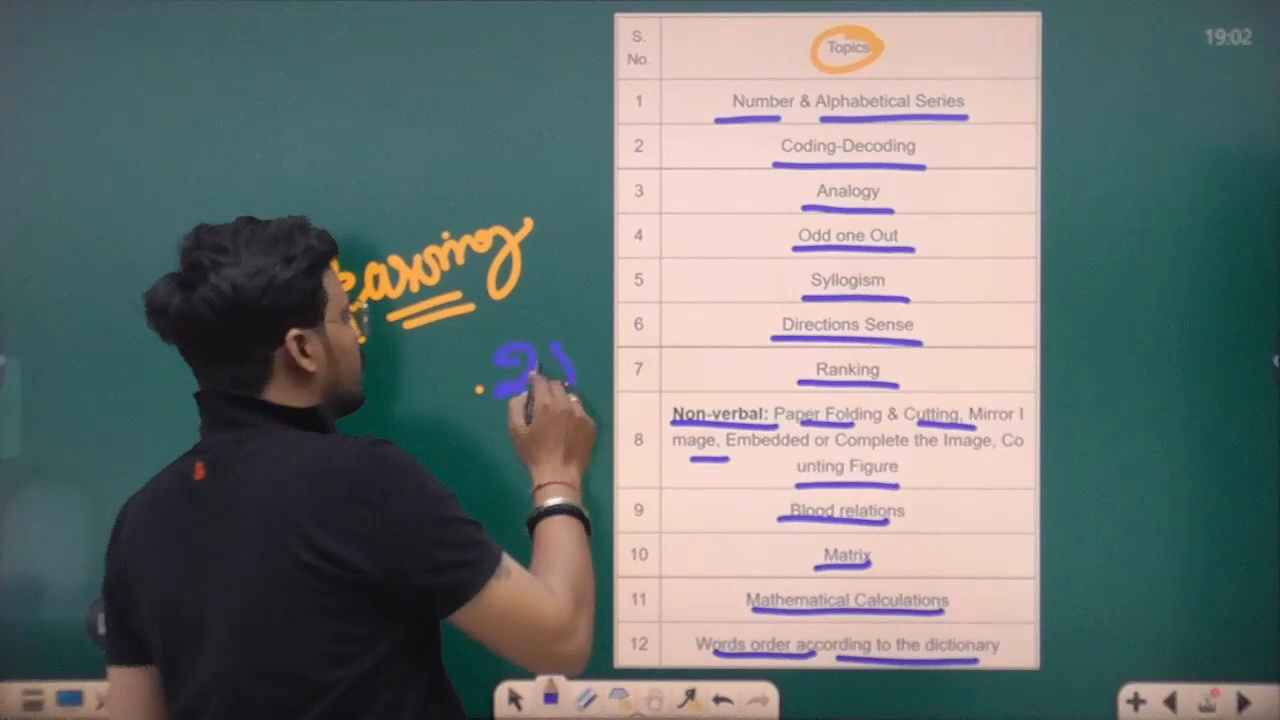 19:02
S.
No.
Topics
1 Number & Alphabetical Series
2 Coding-Decoding
3 Analogy
4 Odd one Out
5 Syllogism
6 Directions Sense
7 Ranking
8 Non-verbal: Paper Folding & Cutting, Mirror I
mage, Embedded or Complete the Image, Co
unting Figure
9 Blood relations
10 Matrix
11 Mathematical Calculations
12 Words order according to the dictionary